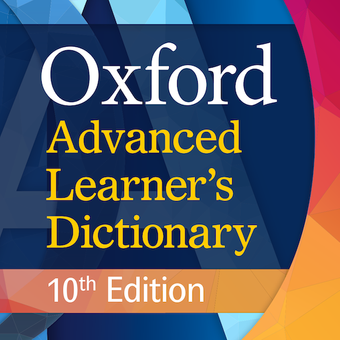 Oxford
Advanced
Learner's
Dictionary
10th Edition